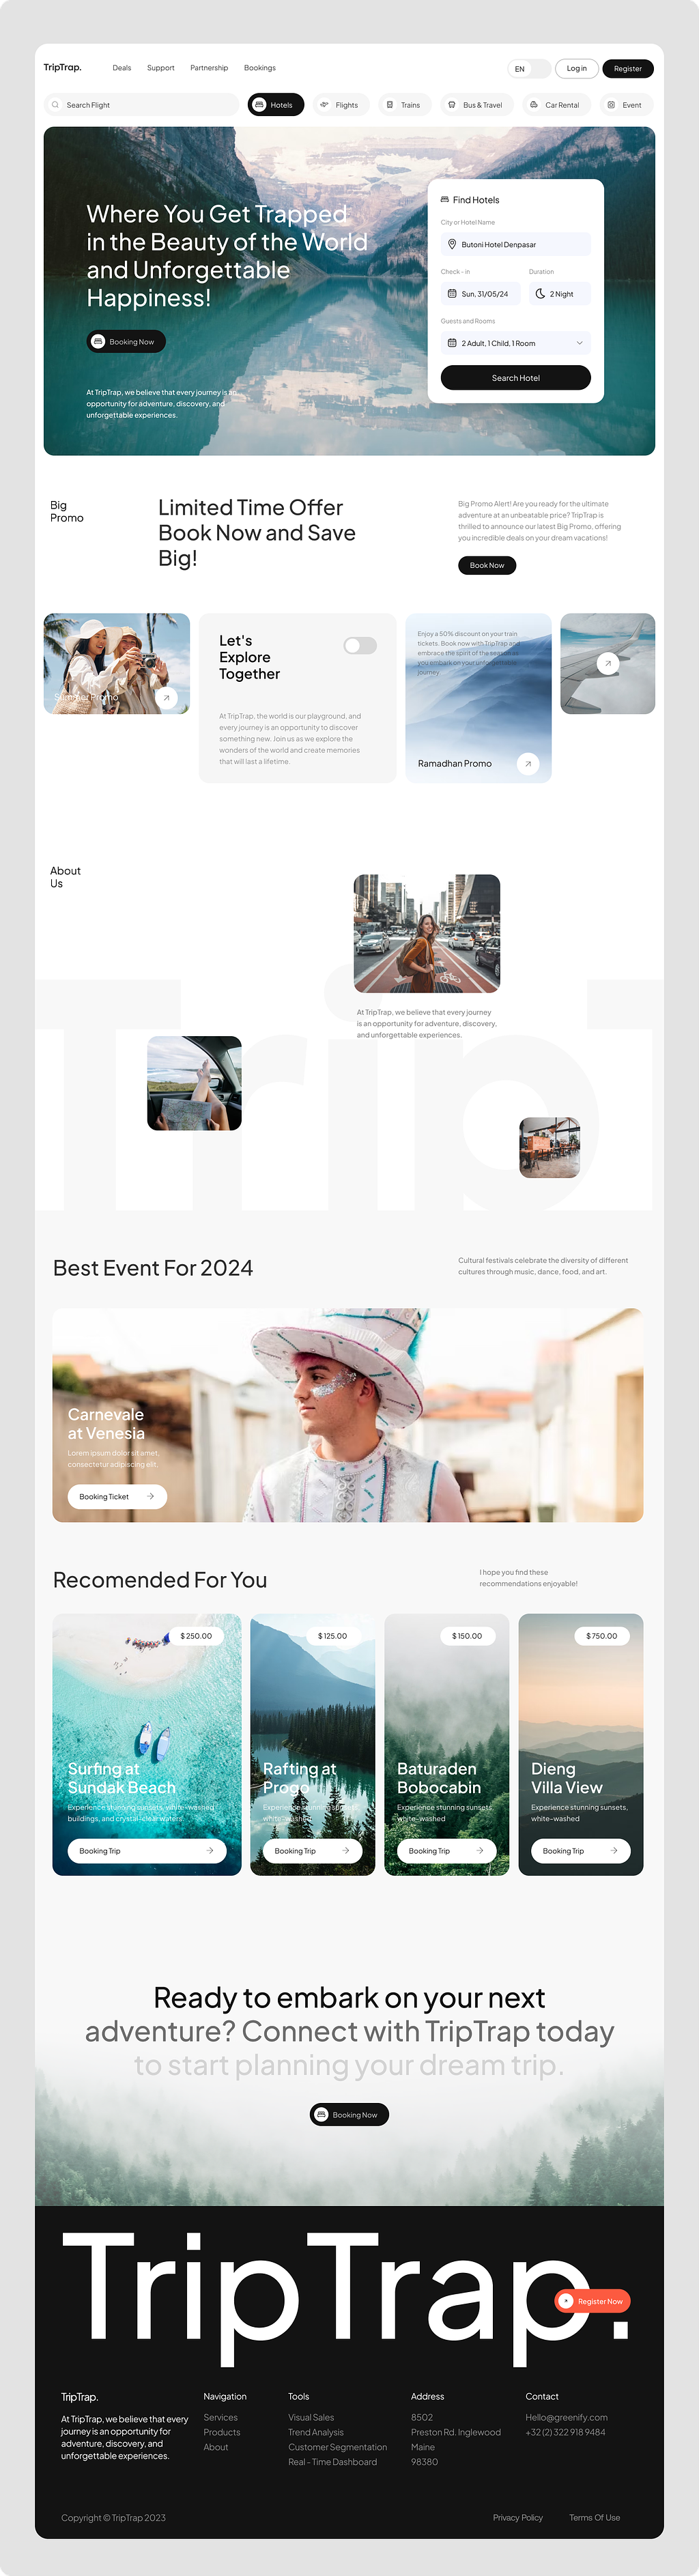 TripTrap.
Deals
Support
Partnership
Bookings
EN
Log in
Register
Search Flight
Hotels
Flights
Trains
Bus & Travel
Car Rental
Event
Where You Get Trapped
in the Beauty of the World
and Unforgettable
Happiness!
Booking Now
At TripTrap, we believe that every journey is an
opportunity for adventure, discovery, and
unforgettable experiences.
Find Hotels
City or Hotel Name
Butoni Hotel Denpasar
Check - in
Duration
Sun, 31/05/24
2 Night
Guests and Rooms
2 Adult, 1 Child, 1 Room
Search Hotel
Big
Promo
Limited Time Offer
Book Now and Save
Big!
Big Promo Alert! Are you ready for the ultimate
adventure at an unbeatable price? TripTrap is
thrilled to announce our latest Big Promo, offering
you incredible deals on your dream vacations!
Book Now
Summer Promo
Let's
Explore
Together
At TripTrap, the world is our playground, and
every journey is an opportunity to discover
something new. Join us as we explore the
wonders of the world and create memories
that will last a lifetime.
Enjoy a 50% discount on your train
tickets. Book now with TripTrap and
embrace the spirit of the season as
you embark on your unforgettable
journey
Ramadhan Promo
About
Us
At TripTrap, we believe that every journey
is an opportunity for adventure, discovery,
and unforgettable experiences.
Trip
Best Event For 2024
Cultural festivals celebrate the diversity of different
cultures through music, dance, food, and art.
Carnevale
at Venesia
Lorem ipsum dolor sit amet,
consectetur adipiscing elit.
Booking Ticket
Recomended For You
I hope you find these
recommendations enjoyable!
$ 250.00
Surfing at
Sundak Beach
Experience stunning sunsets, white-washed
buildings, and crystal-clear waters
Booking Trip
$ 125.00
Rafting at
Progo
Experience stunning sunsets,
white-washed
Booking Trip
$ 150.00
Baturaden
Bobocabin
Experience stunning sunsets,
white-washed
Booking Trip
$ 750.00
Dieng
Villa View
Experience stunning sunsets,
white-washed
Booking Trip
Ready to embark on your next
adventure? Connect with TripTrap today
to start planning your dream trip.
Booking Now
TripTrap.
Register Now
TripTrap.
At TripTrap, we believe that every
journey is an opportunity for
adventure, discovery, and
unforgettable experiences.
Navigation
Services
Products
About
Tools
Visual Sales
Trend Analysis
Customer Segmentation
Real - Time Dashboard
Address
8502
Preston Rd. Inglewood
Maine
98380
Contact
Hello@greenify.com
+32 (2) 322 918 9484
Copyright © TripTrap 2023
Privacy Policy
Terms Of Use